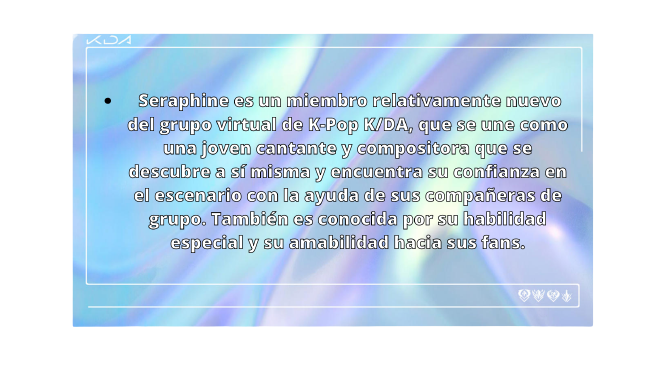 K/DA
• Seraphine es un miembro relativamente nuevo
del grupo virtual de K-Pop K/DA, que se une como
una joven cantante y compositora que se
descubre a sí misma y encuentra su confianza en
el escenario con la ayuda de sus compañeras de
grupo. También es conocida por su habilidad
especial y su amabilidad hacia sus fans.